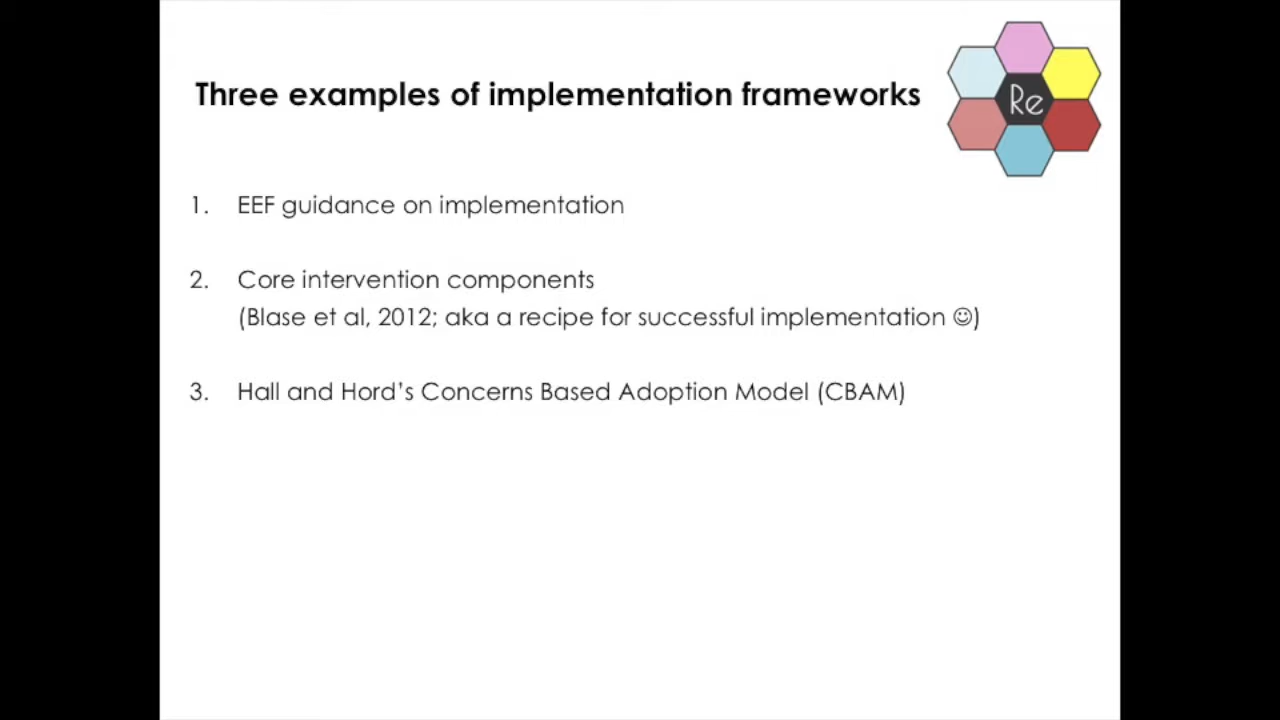 Three examples of implementation frameworks
Re
1. EEF guidance on implementation
2. Core intervention components
(Blase et al, 2012; aka a recipe for successful implementation ☺)
3. Hall and Hord’s Concerns Based Adoption Model (CBAM)